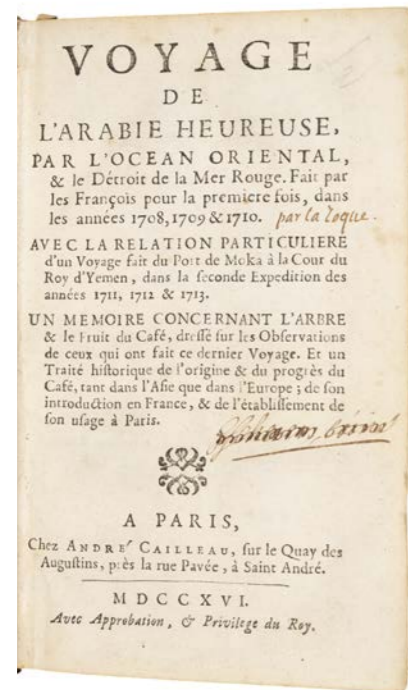 VOYAGE
DE
L'ARABIE HEUREUSE,
PAR L'OCEAN ORIENTAL,
& le Détroit de la Mer Rouge. Fait par
les François pour la premiere fois, dans
les années 1708, 1709 & 1710. par la Roque.
AVEC LA RELATION PARTICULIERE
d'un Voyage fait du Port de Moka à la Cour du
Roy d'Yemen, dans la seconde Expedition des
années 1711, 1712 & 1713.
UN MEMOIRE CONCERNANT L'ARBRE
& le Fruit du Café, dressé sur les Observations
de ceux qui ont fait ce dernier Voyage. Et un
Traité historique de l'origine & du progrès du
Café, tant dans l'Asie que dans l'Europe ; de son
introduction en France, & de l'établissement de
son usage à Paris.
A PARIS,
Chez ANDRE' CAILLEAU, sur le Quay des
Augustins, près la rue Pavée, à Saint André.
MDCCXVI.
Avec Approbation, & Privilege du Roy.